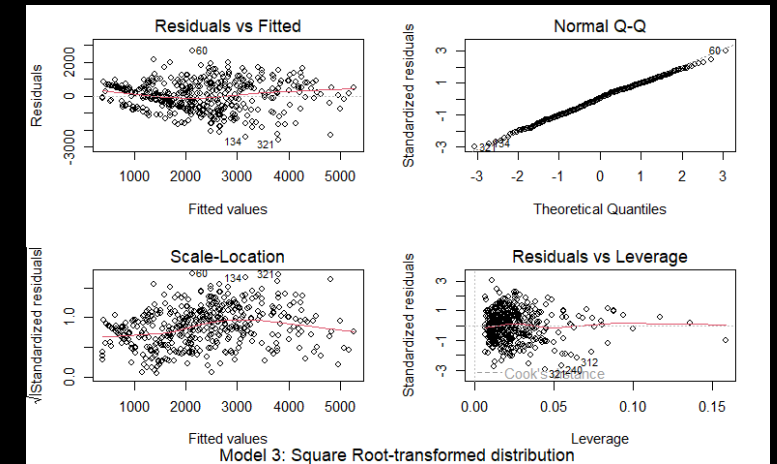 Residuals vs Fitted
Residuals
2000
0
-3000
60
134
321
1000 2000 3000 4000 5000
Fitted values
Normal Q-Q
Standardized residuals
3
1
-1
-3
60
321
134
-3 -2 -1 0 1 2 3
Theoretical Quantiles
Scale-Location
√|Standardized residuals|
1.0
0.0
60
134
321
1000 2000 3000 4000 5000
Fitted values
Residuals vs Leverage
Standardized residuals
3
1
-1
-3
312
240
321
Cook's distance
0.00 0.05 0.10 0.15
Leverage
Model 3: Square Root-transformed distribution